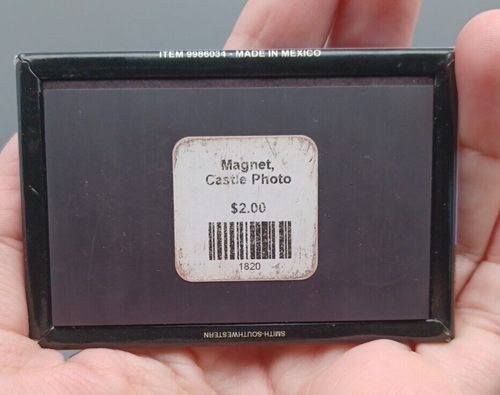 ITEM 9986034 - MADE IN MEXICO
Magnet,
Castle Photo
$2.00
1820
SMITH-SOUTHWESTERN